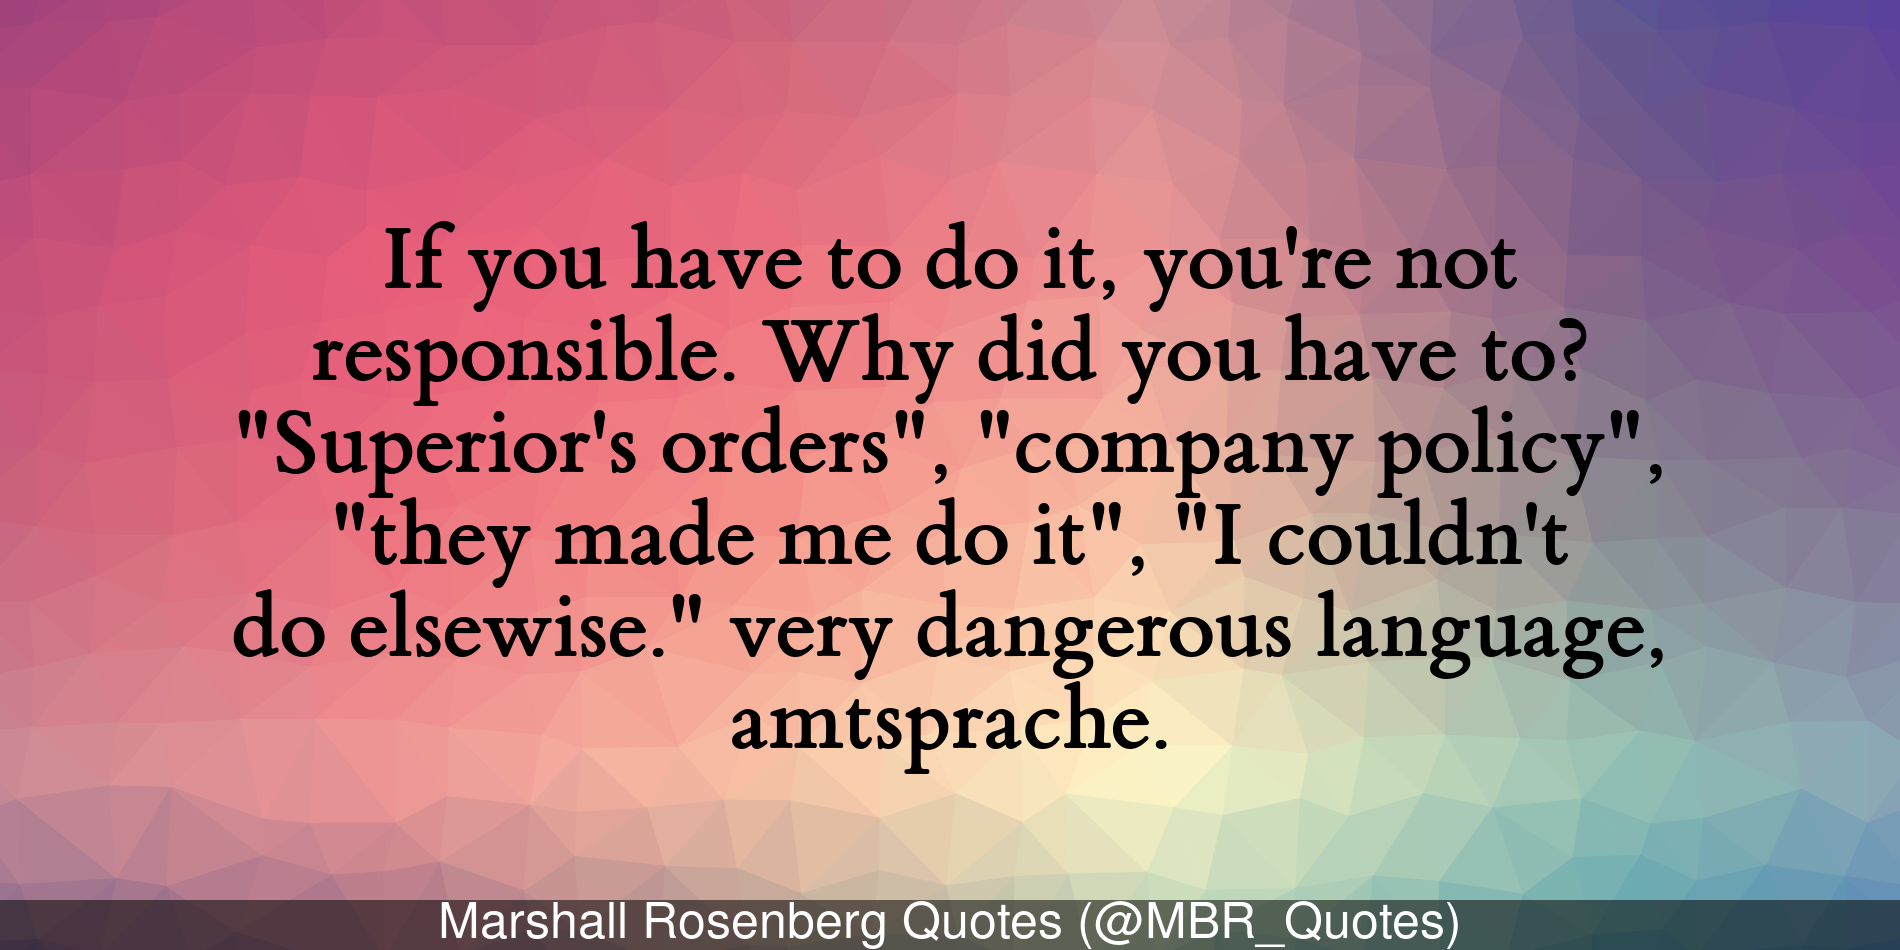 If you have to do it, you're not
responsible. Why did you have to?
"Superior's orders", "company policy",
"they made me do it", "I couldn't
do elsewise." very dangerous language,
amtsprache.
Marshall Rosenberg Quotes (@MBR_Quotes)